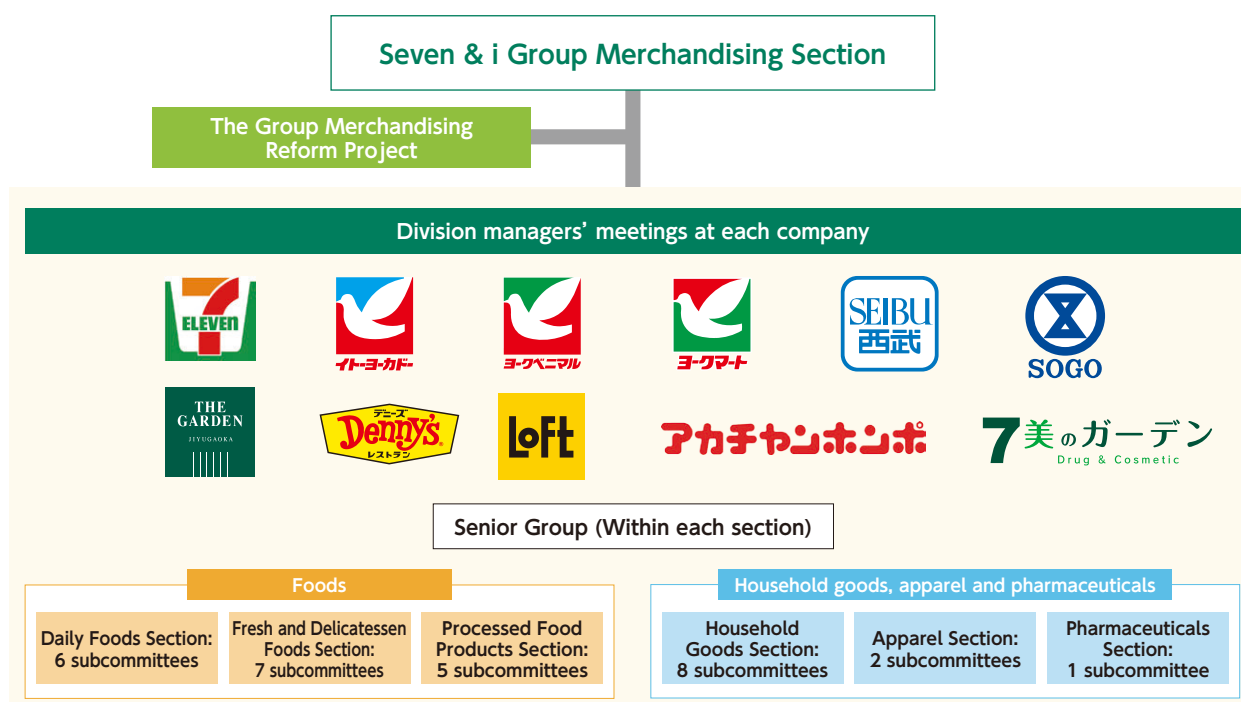 Seven & i Group Merchandising Section
The Group Merchandising
Reform Project
Division managers’ meetings at each company
7
ELEVEN
イトーヨーカドー
ヨークベニマル
ヨークマート
SEIBU
西武
SOGO
THE
GARDEN
JIYUGAOKA
デニーズ
Denny's
レストラン
LoFt
アカチャンホンポ
7美のガーデン
Drug & Cosmetic
Senior Group (Within each section)
Foods
Daily Foods Section:
6 subcommittees
Fresh and Delicatessen
Foods Section:
7 subcommittees
Processed Food
Products Section:
5 subcommittees
Household goods, apparel and pharmaceuticals
Household
Goods Section:
8 subcommittees
Apparel Section:
2 subcommittees
Pharmaceuticals
Section:
1 subcommittee